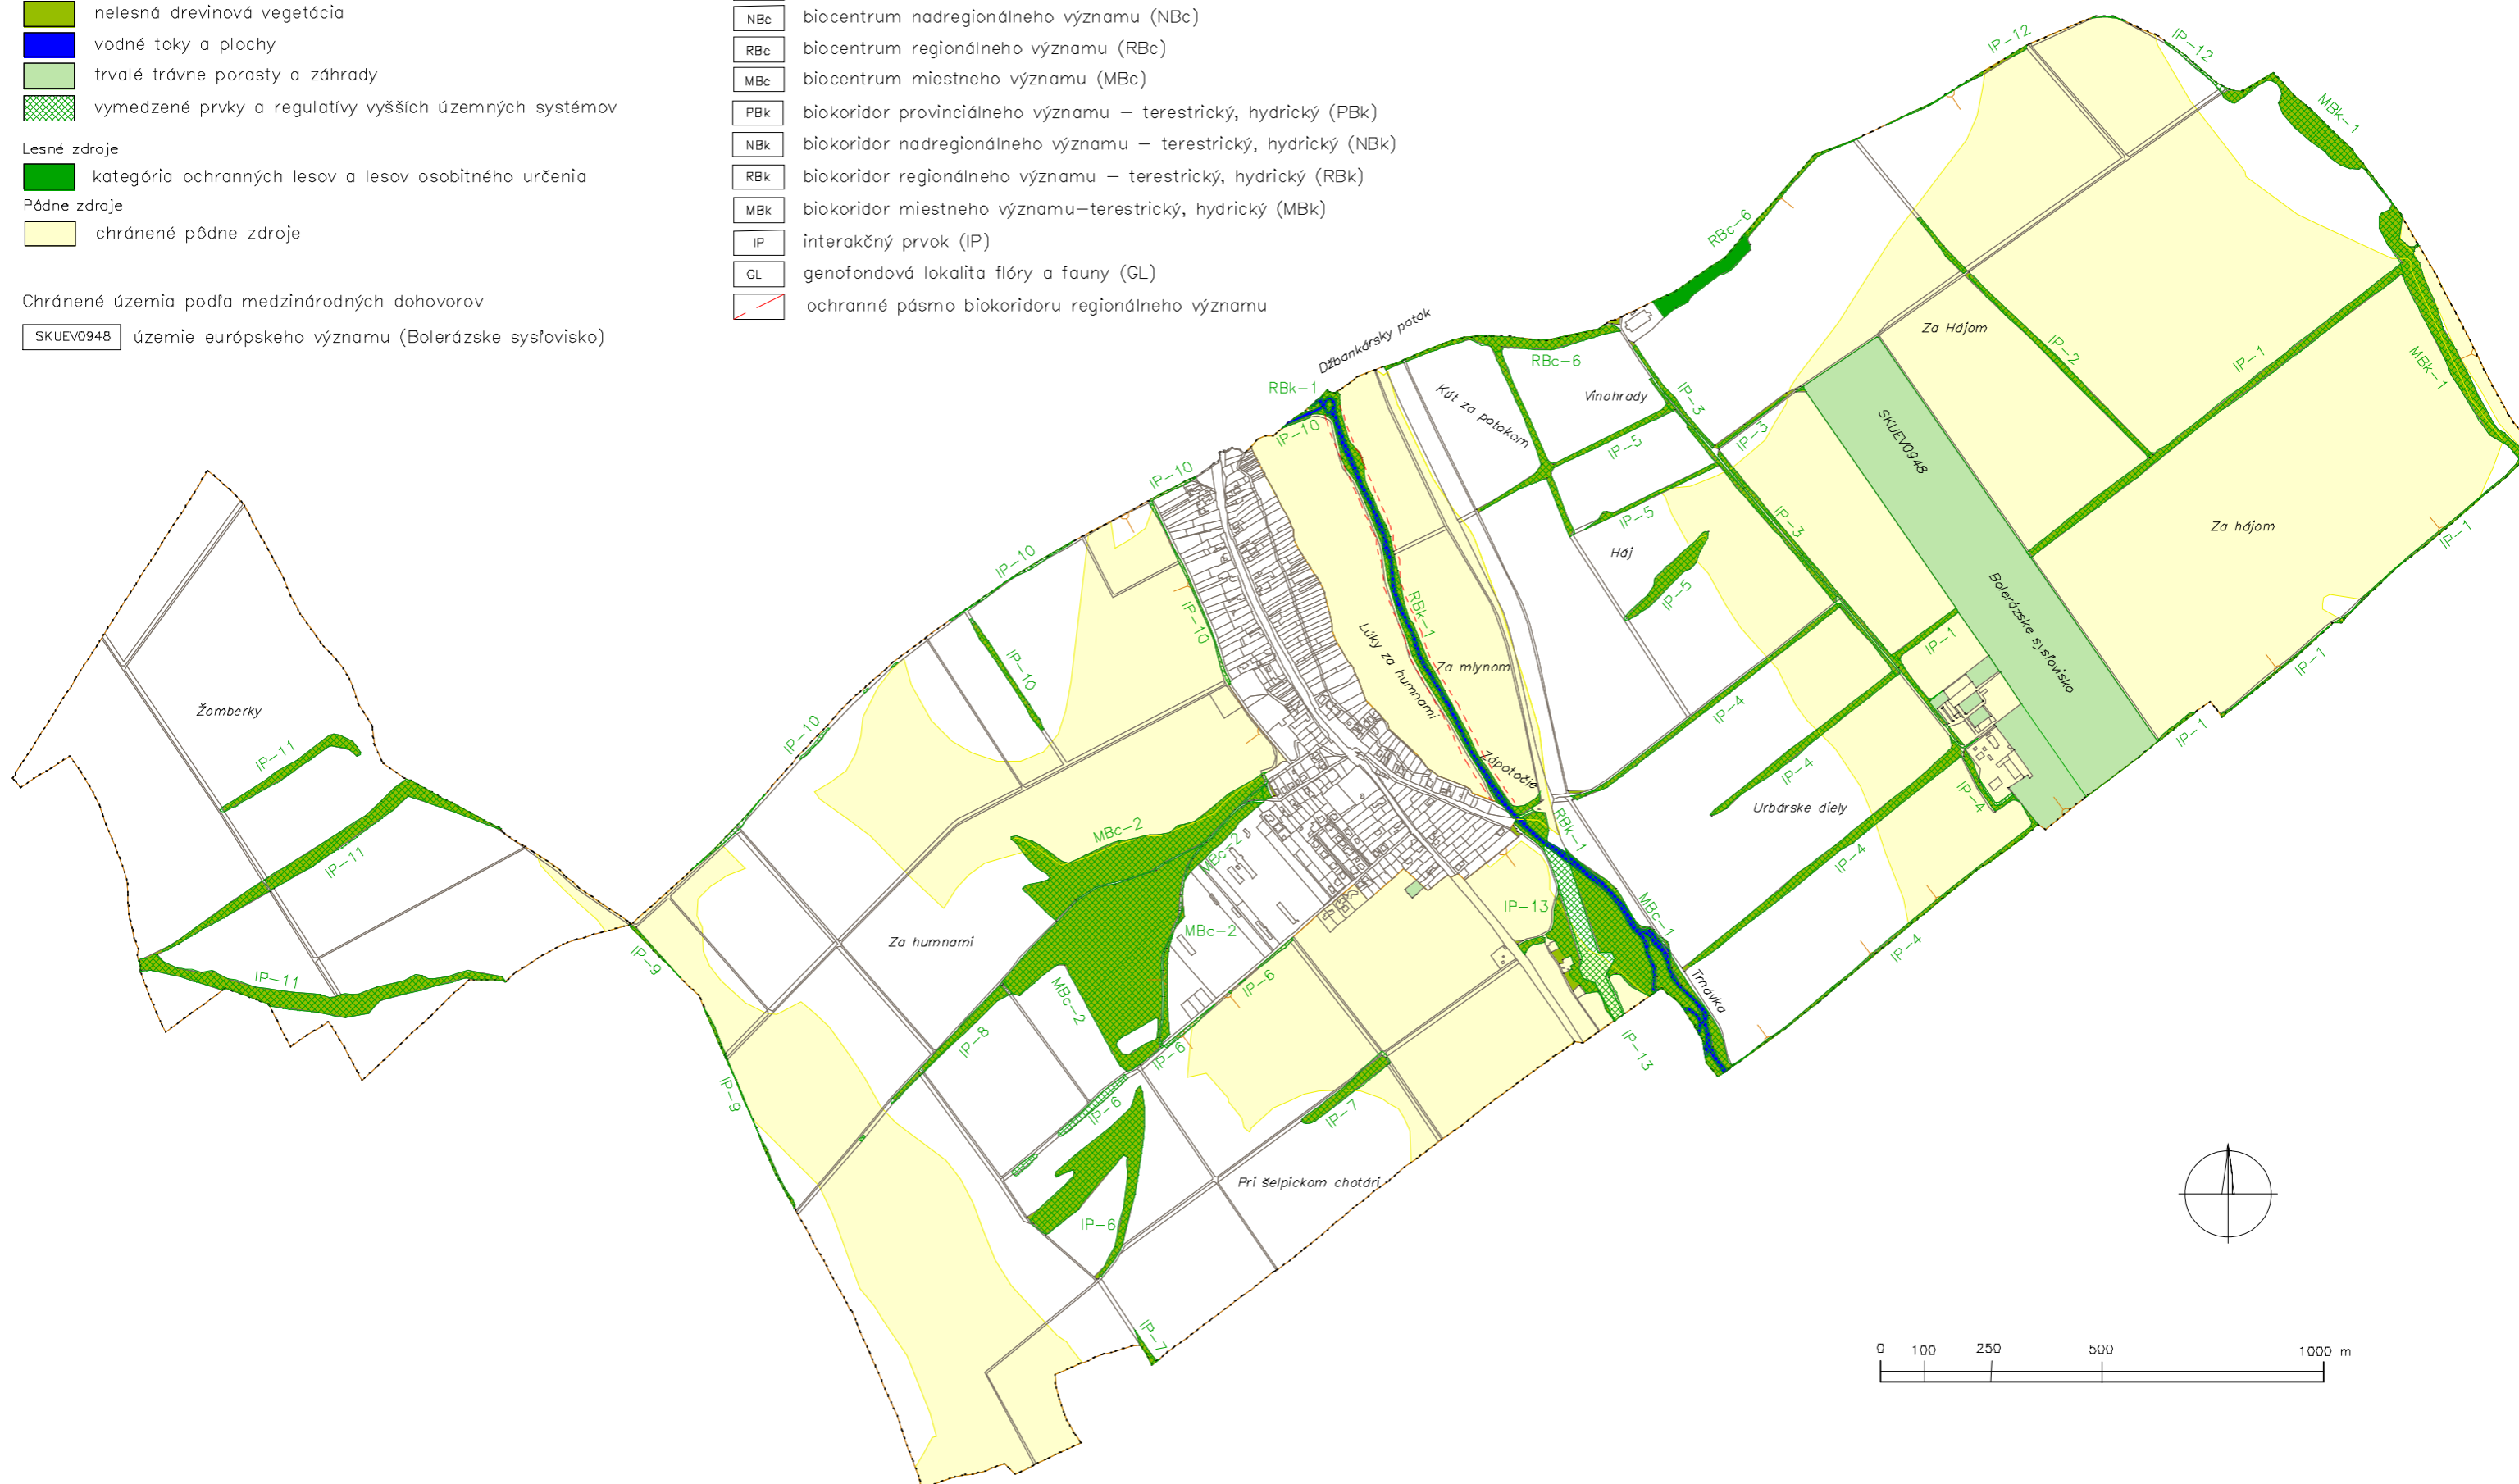 nelesná drevinová vegetácia
vodné toky a plochy
trvalé trávne porasty a záhrady
vymedzené prvky a regulatívy vyšších územných systémov
Lesné zdroje
kategória ochranných lesov a lesov osobitného určenia
Pôdne zdroje
chránené pôdne zdroje
Chránené územia podľa medzinárodných dohovorov
SKUEV0948 územie európskeho významu (Bolerázske sysľovisko)
NBc biocentrum nadregionálneho významu (NBc)
RBc biocentrum regionálneho významu (RBc)
MBc biocentrum miestneho významu (MBc)
PBk biokoridor provinciálneho významu – terestrický, hydrický (PBk)
NBk biokoridor nadregionálneho významu – terestrický, hydrický (NBk)
RBk biokoridor regionálneho významu – terestrický, hydrický (RBk)
MBk biokoridor miestneho významu–terestrický, hydrický (MBk)
IP interakčný prvok (IP)
GL genofondová lokalita flóry a fauny (GL)
ochranné pásmo biokoridoru regionálneho významu
IP-12
IP-12
MBk-1
RBc-6
Za Hájom
Džbankársky potok
RBc-6
IP-2
IP-1
MBk-1
RBk-1
Kút za potokom
Vinohrady
IP-3
IP-10
IP-5
IP-3
SKUEV0948
IP-10
IP-5
IP-3
Za hájom
IP-1
Háj
IP-10
IP-5
IP-10
RBk-1
Lúky za humnami
Bolerázske sysľovisko
IP-1
IP-1
IP-10
Za mlynom
Žomberky
IP-4
IP-1
IP-11
IP-10
Zápotočie
IP-4
IP-4
Urbárske diely
MBc-2
MBc-2
RBk-1
IP-11
IP-4
IP-13
MBc-1
MBc-2
Za humnami
IP-9
IP-4
IP-11
IP-6
MBc-2
Trnávka
IP-8
IP-6
IP-13
IP-9
IP-6
IP-7
Pri šelpickom chotári
IP-6
IP-7
0 100 250 500 1000 m